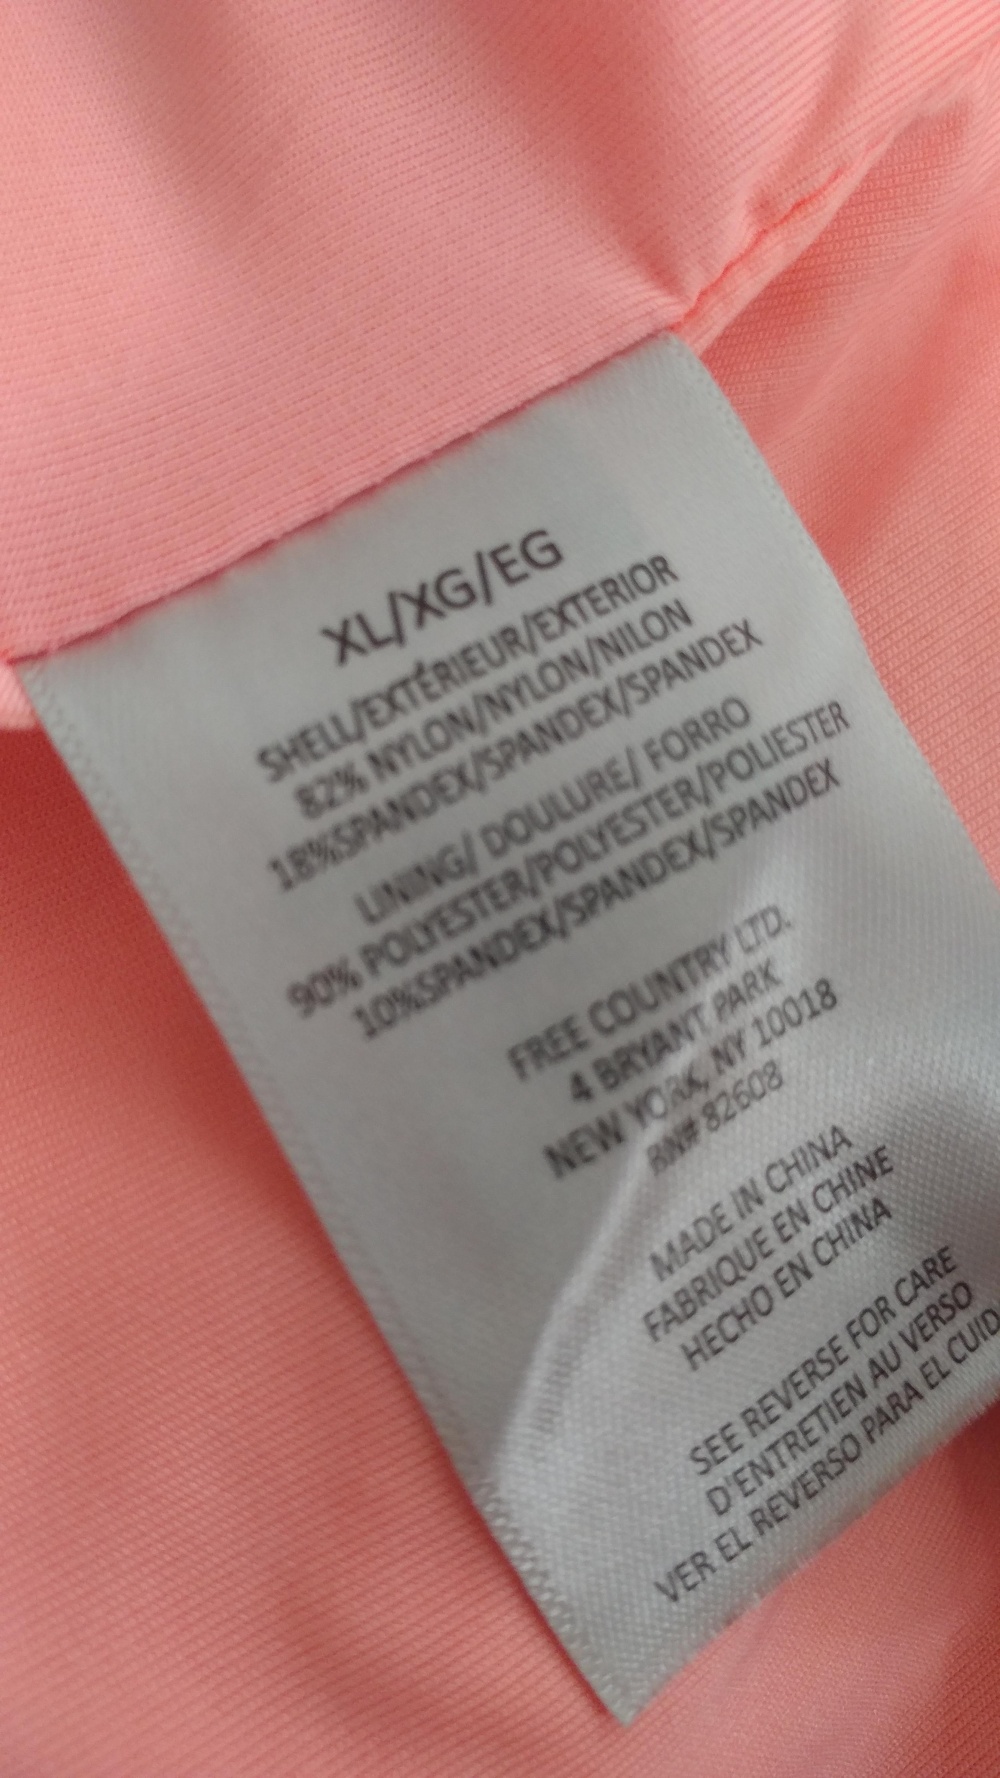 XL/XG/EG
SHELL/EXTÉRIEUR/EXTERIOR
82% NYLON/NYLON/NILON
18%SPANDEX/SPANDEX/SPANDEX
LINING/ DOULURE/ FORRO
90% POLYESTER/POLYESTER/POLIESTER
10%SPANDEX/SPANDEX/SPANDEX
FREE COUNTRY LTD.
4 BRYANT PARK
NEW YORK, NY 10018
RN# 82608
MADE IN CHINA
FABRIQUE EN CHINE
HECHO EN CHINA
SEE REVERSE FOR CARE
D'ENTRETIEN AU VERSO
VER EL REVERSO PARA EL CUID